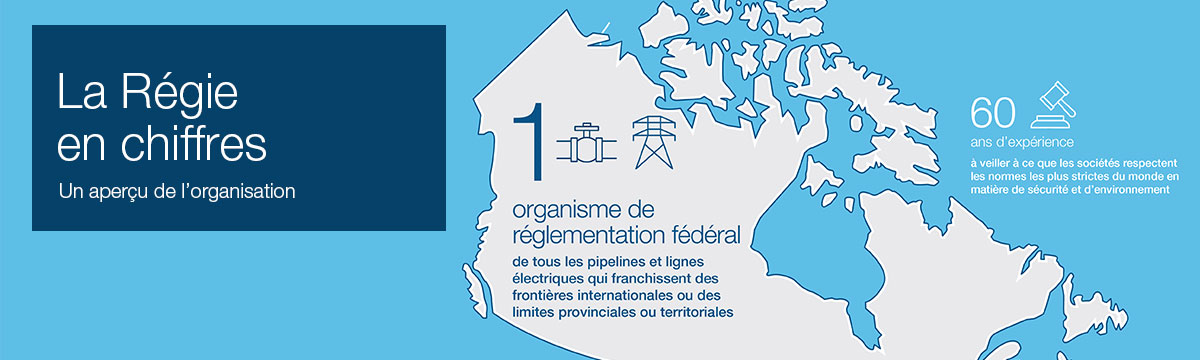 La Régie
en chiffres
Un aperçu de l’organisation
1
organisme de
réglementation fédéral
de tous les pipelines et lignes
électriques qui franchissent des
frontières internationales ou des
limites provinciales ou territoriales
60
ans d’expérience
à veiller à ce que les sociétés respectent
les normes les plus strictes du monde en
matière de sécurité et d’environnement